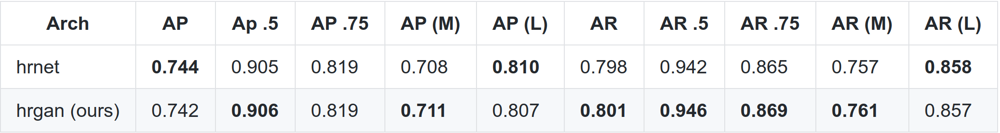 Arch AP Ap .5 AP .75 AP (M) AP (L) AR AR .5 AR .75 AR (M) AR (L)
hrnet 0.744 0.905 0.819 0.708 0.810 0.798 0.942 0.865 0.757 0.858
hrgan (ours) 0.742 0.906 0.819 0.711 0.807 0.801 0.946 0.869 0.761 0.857